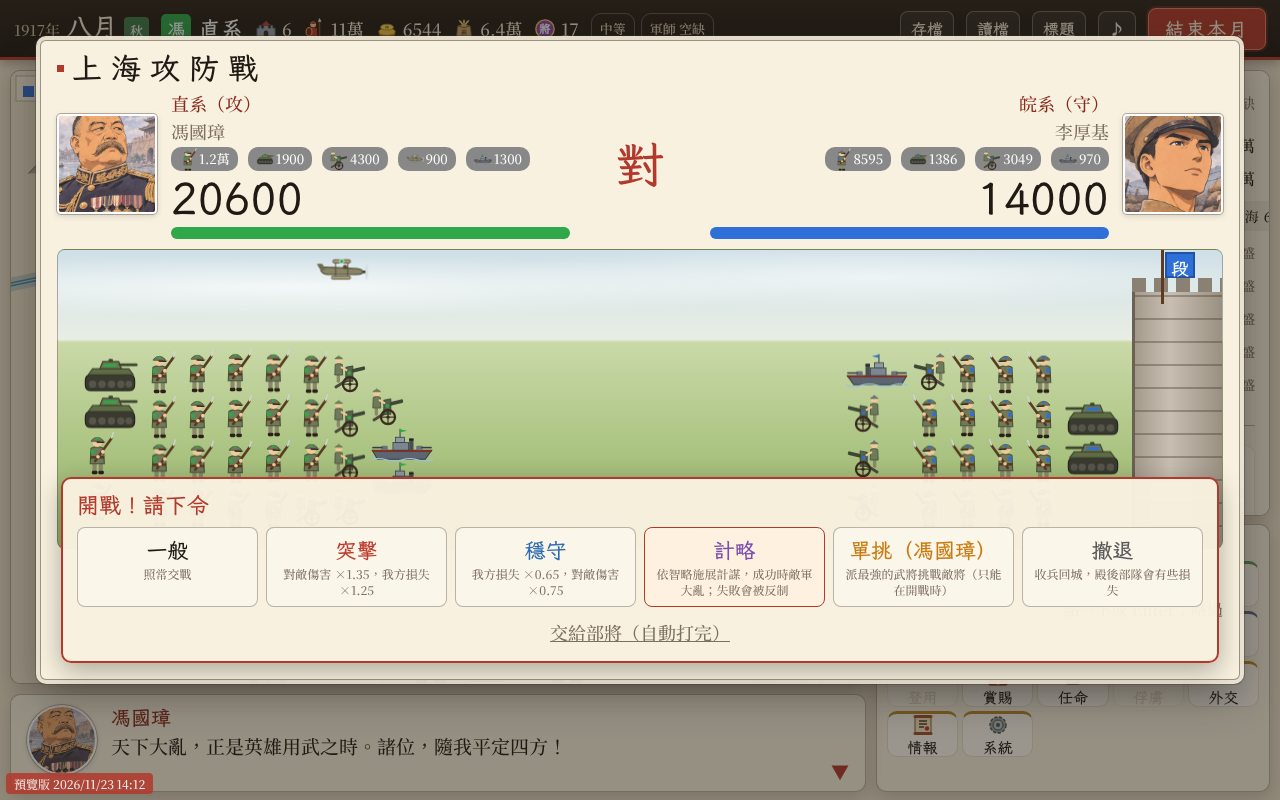 1917年 八月 秋 馮 直系 6 11萬 6544 6.4萬 將 17 中等 軍師 空缺 存檔 讀檔 標題 ♪ 結束本月
上海攻防戰
直系（攻）
馮國璋
1.2萬 1900 4300 900 1300
20600
對
皖系（守）
李厚基
8595 1386 3049 970
14000
段
開戰！請下令
一般
照常交戰
突擊
對敵傷害 ×1.35，我方損失
×1.25
穩守
我方損失 ×0.65，對敵傷害
×0.75
計略
依智略施展計謀，成功時敵軍
大亂；失敗會被反制
單挑（馮國璋）
派最強的武將挑戰敵將（只能
在開戰時）
撤退
收兵回城，殿後部隊會有些損
失
交給部將（自動打完）
馮國璋
天下大亂，正是英雄用武之時。諸位，隨我平定四方！
▼
登用 賞賜 任命 俘虜 外交
情報 系統
預覽版 2026/11/23 14:12